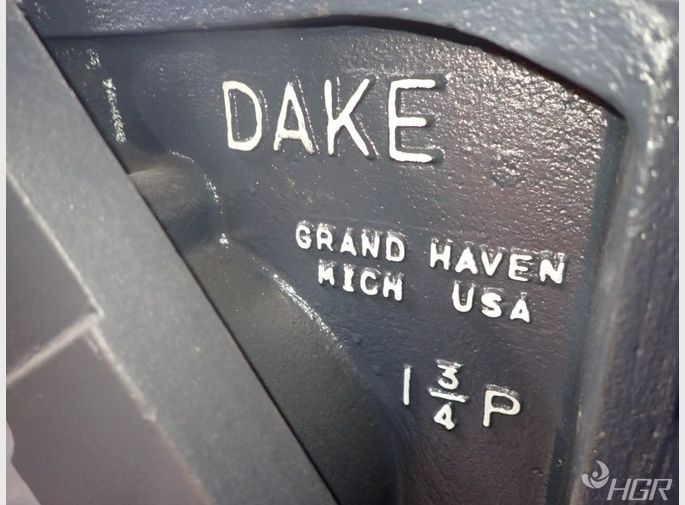 DAKE
GRAND HAVEN
MICH USA
1 3/4 P
HGR